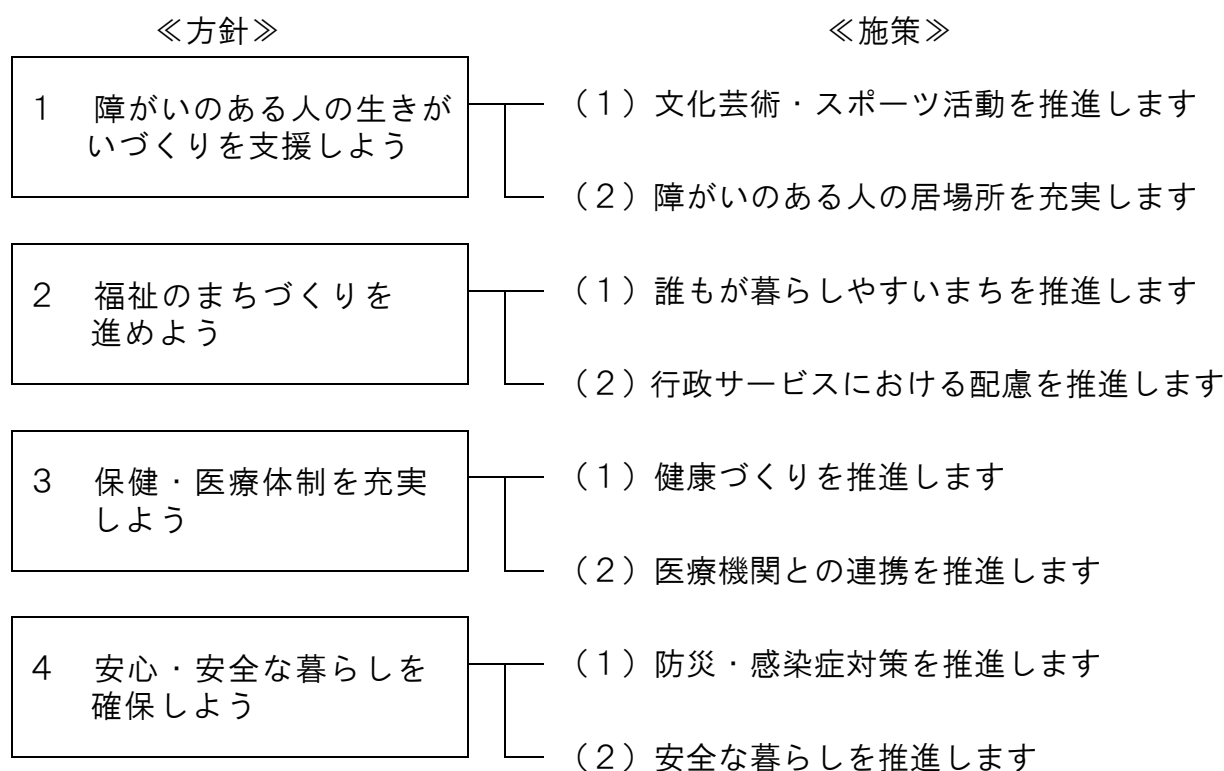 ≪方針≫
≪施策≫
１　障がいのある人の生きが
いづくりを支援しよう
（１）文化芸術・スポーツ活動を推進します
（２）障がいのある人の居場所を充実します
２　福祉のまちづくりを
進めよう
（１）誰もが暮らしやすいまちを推進します
（２）行政サービスにおける配慮を推進します
３　保健・医療体制を充実
しよう
（１）健康づくりを推進します
（２）医療機関との連携を推進します
４　安心・安全な暮らしを
確保しよう
（１）防災・感染症対策を推進します
（２）安全な暮らしを推進します